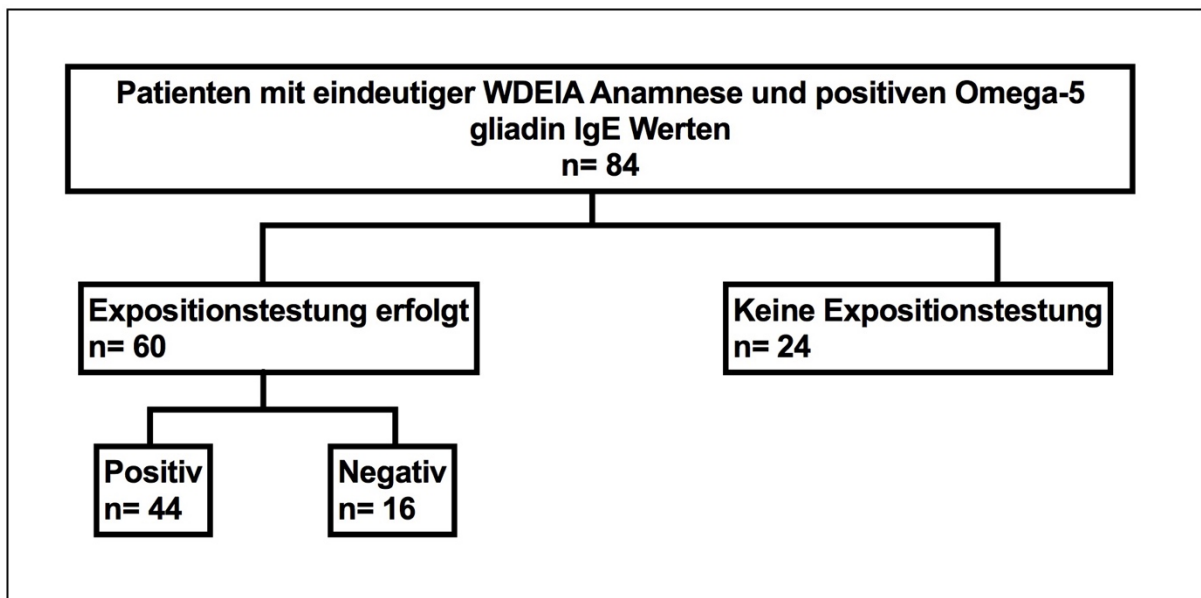 Patienten mit eindeutiger WDEIA Anamnese und positiven Omega-5
gliadin IgE Werten
n= 84
Expositionstestung erfolgt
n= 60
Keine Expositionstestung
n= 24
Positiv
n= 44
Negativ
n= 16